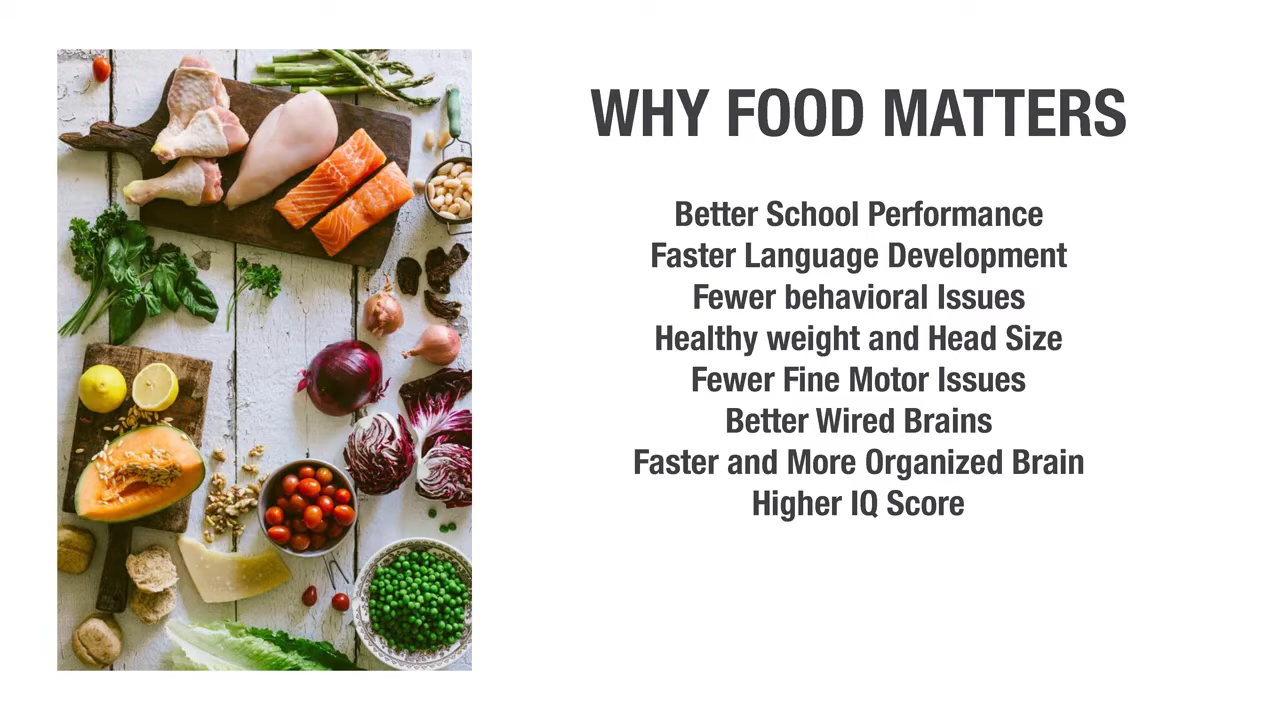 WHY FOOD MATTERS
Better School Performance
Faster Language Development
Fewer behavioral Issues
Healthy weight and Head Size
Fewer Fine Motor Issues
Better Wired Brains
Faster and More Organized Brain
Higher IQ Score